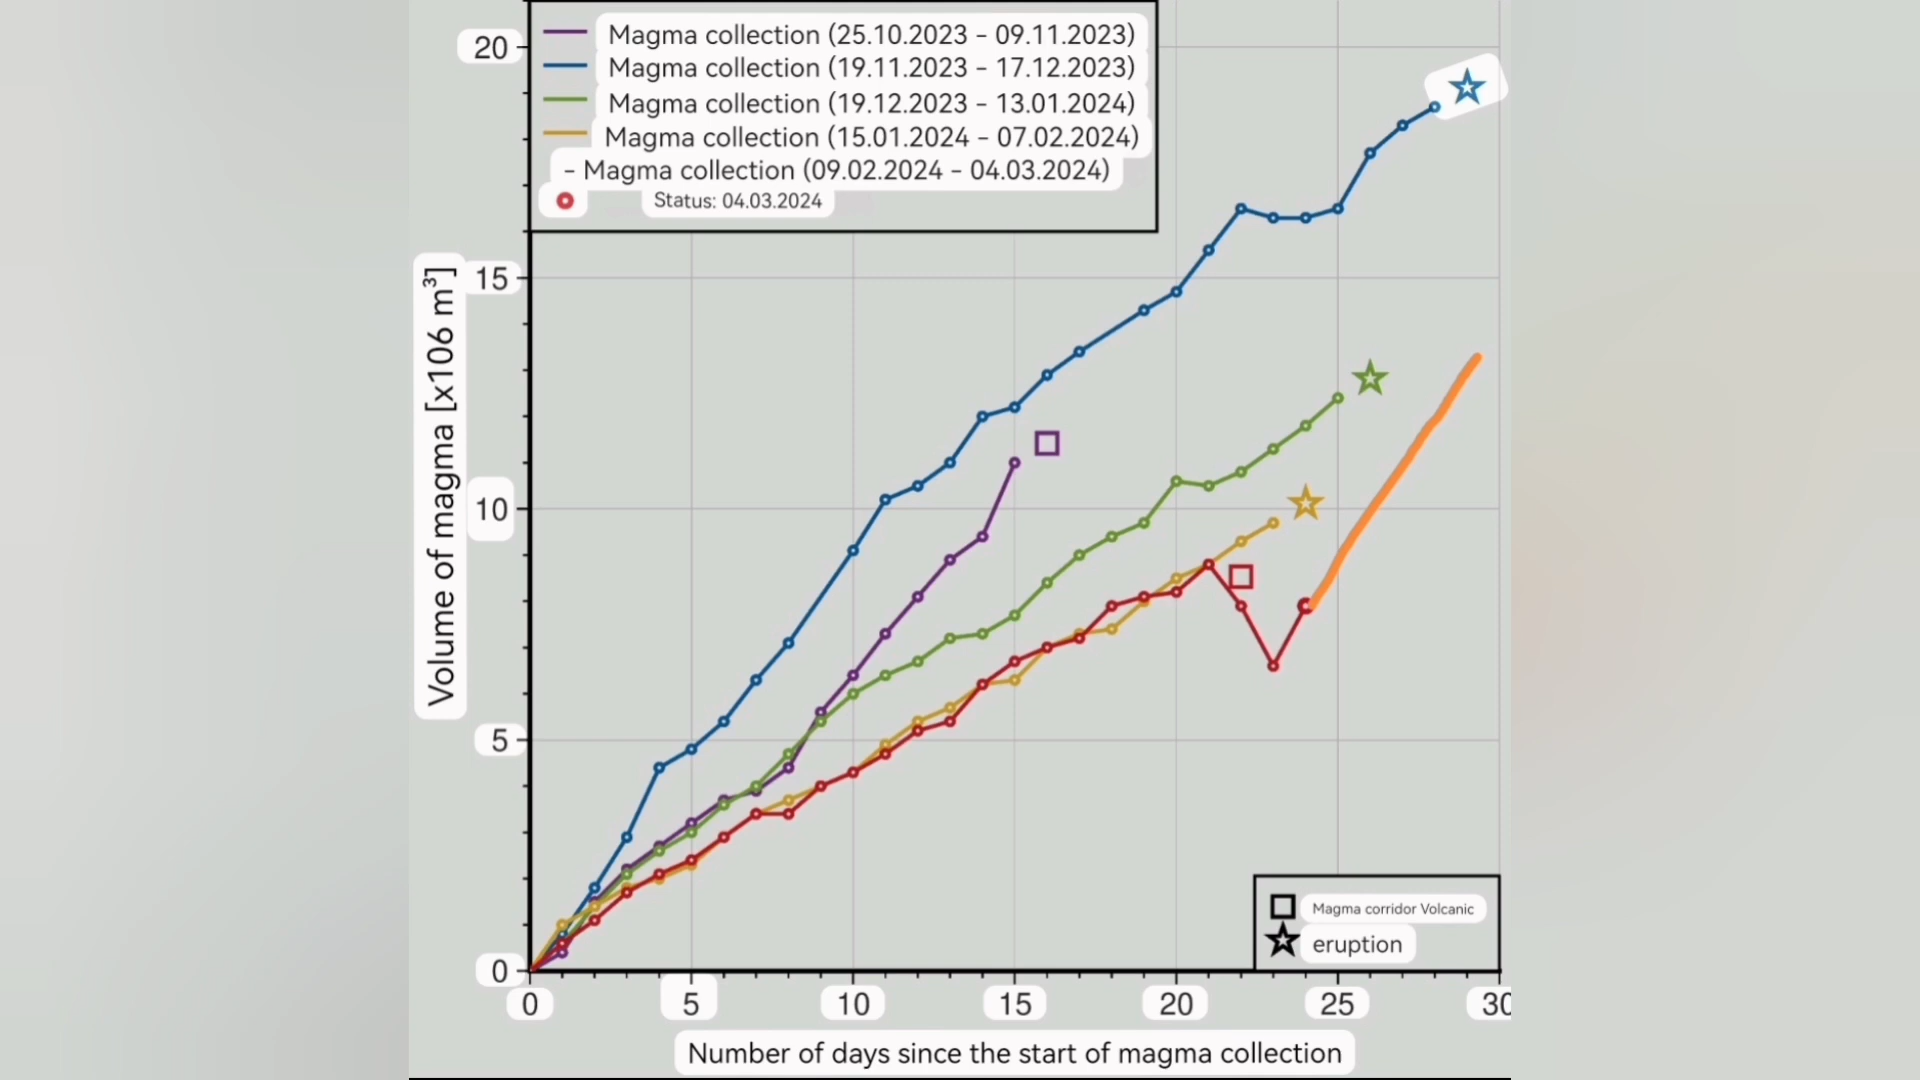 Magma collection (25.10.2023 - 09.11.2023)
Magma collection (19.11.2023 - 17.12.2023)
Magma collection (19.12.2023 - 13.01.2024)
Magma collection (15.01.2024 - 07.02.2024)
- Magma collection (09.02.2024 - 04.03.2024)
Status: 04.03.2024
20
15
10
5
0
Volume of magma [x106 m³]
Magma corridor Volcanic
eruption
0 5 10 15 20 25 30
Number of days since the start of magma collection